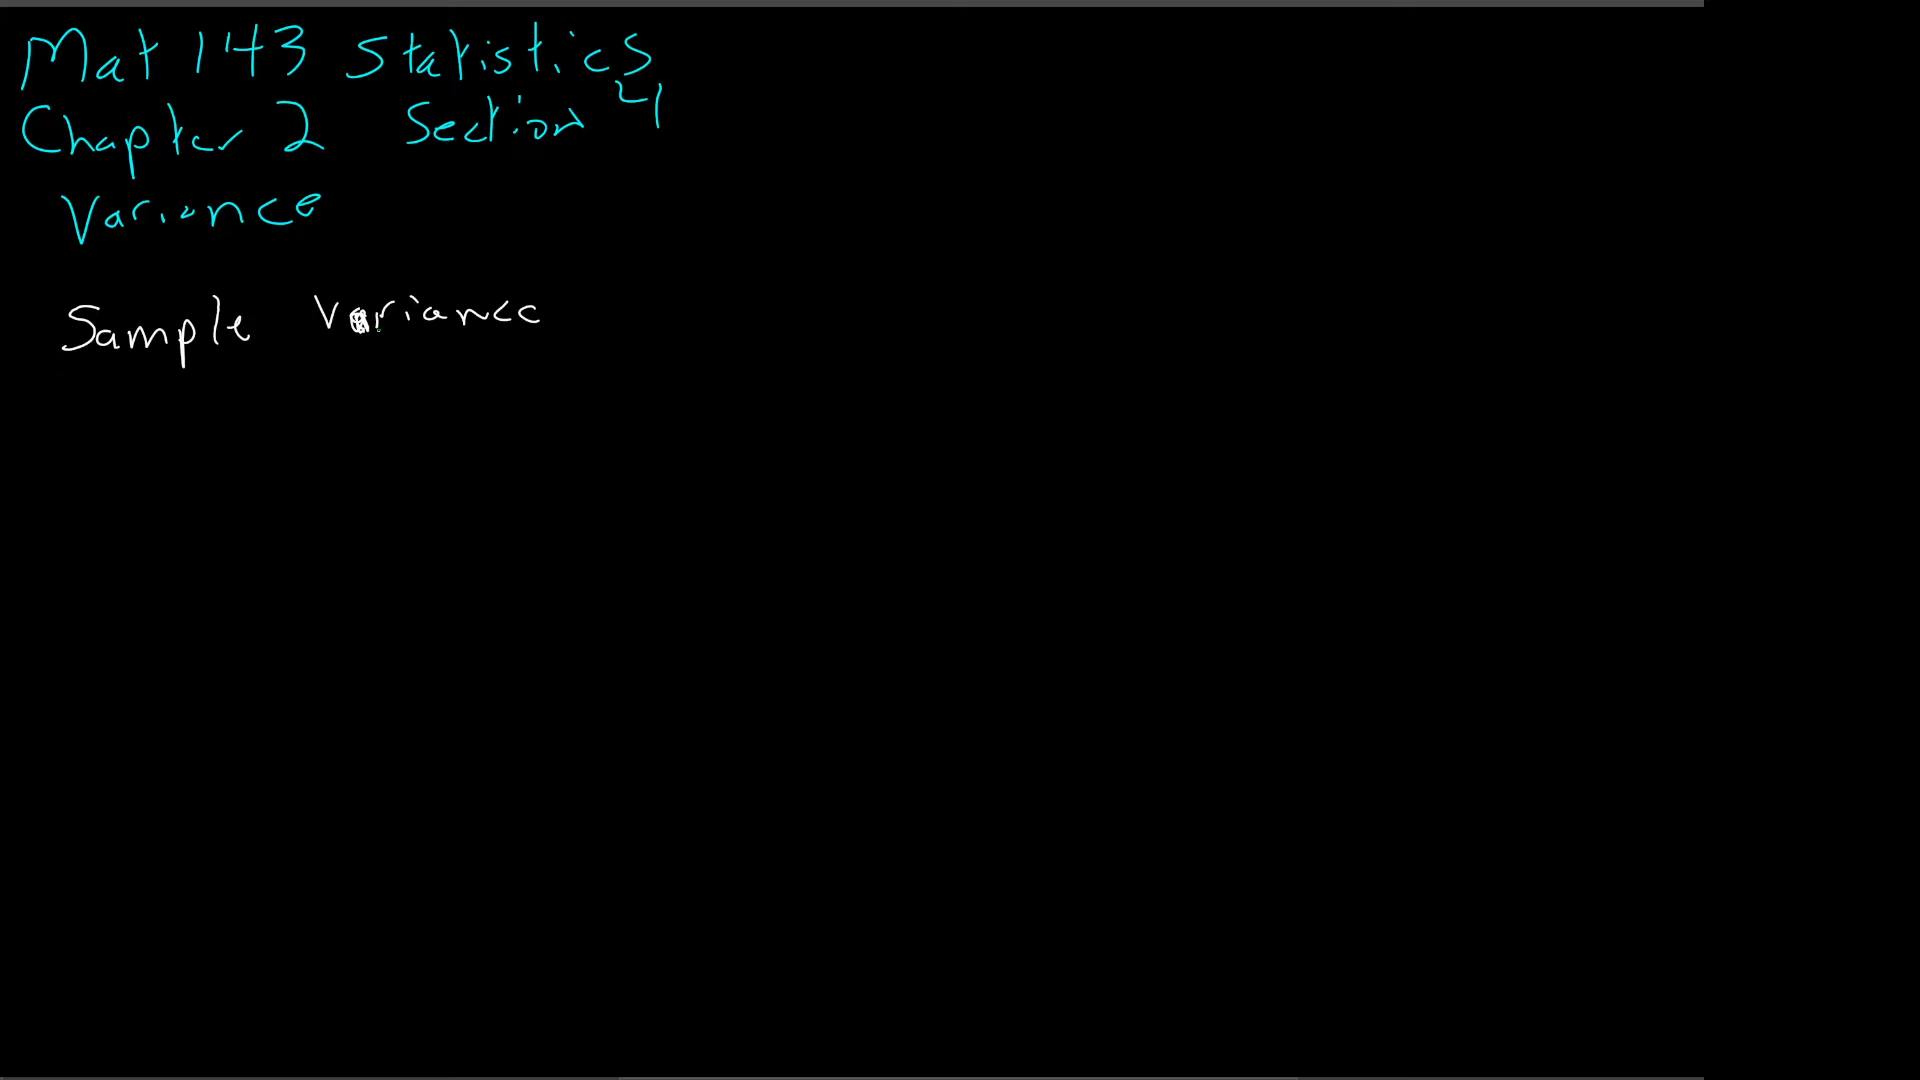 Mat 143 Statistics
Chapter 2 Section 4
Variance
Sample Variance